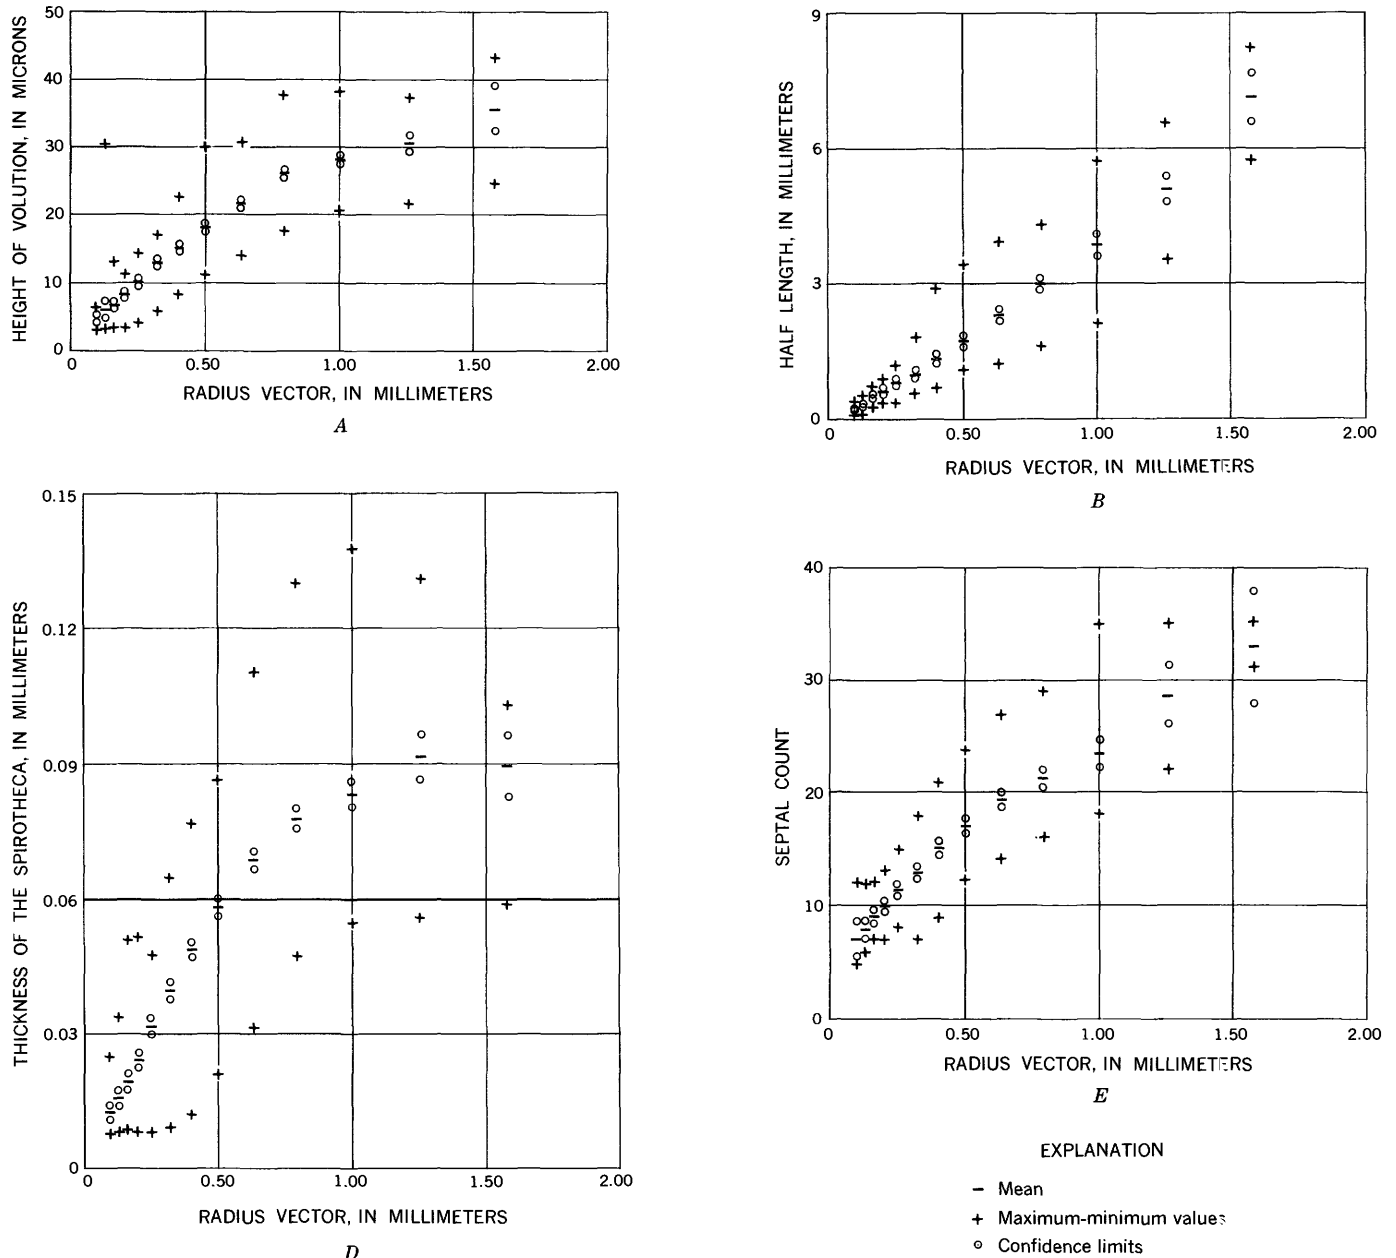 HEIGHT OF VOLUTION, IN MICRONS
50
40
30
20
10
0
0 0.50 1.00 1.50 2.00
RADIUS VECTOR, IN MILLIMETERS
A
HALF LENGTH, IN MILLIMETERS
9
6
3
0
0 0.50 1.00 1.50 2.00
RADIUS VECTOR, IN MILLIMETERS
B
THICKNESS OF THE SPIROTHECA, IN MILLIMETERS
0.15
0.12
0.09
0.06
0.03
0
0 0.50 1.00 1.50 2.00
RADIUS VECTOR, IN MILLIMETERS
D
SEPTAL COUNT
40
30
20
10
0
0 0.50 1.00 1.50 2.00
RADIUS VECTOR, IN MILLIMETERS
E
EXPLANATION
Mean
Maximum-minimum values
Confidence limits